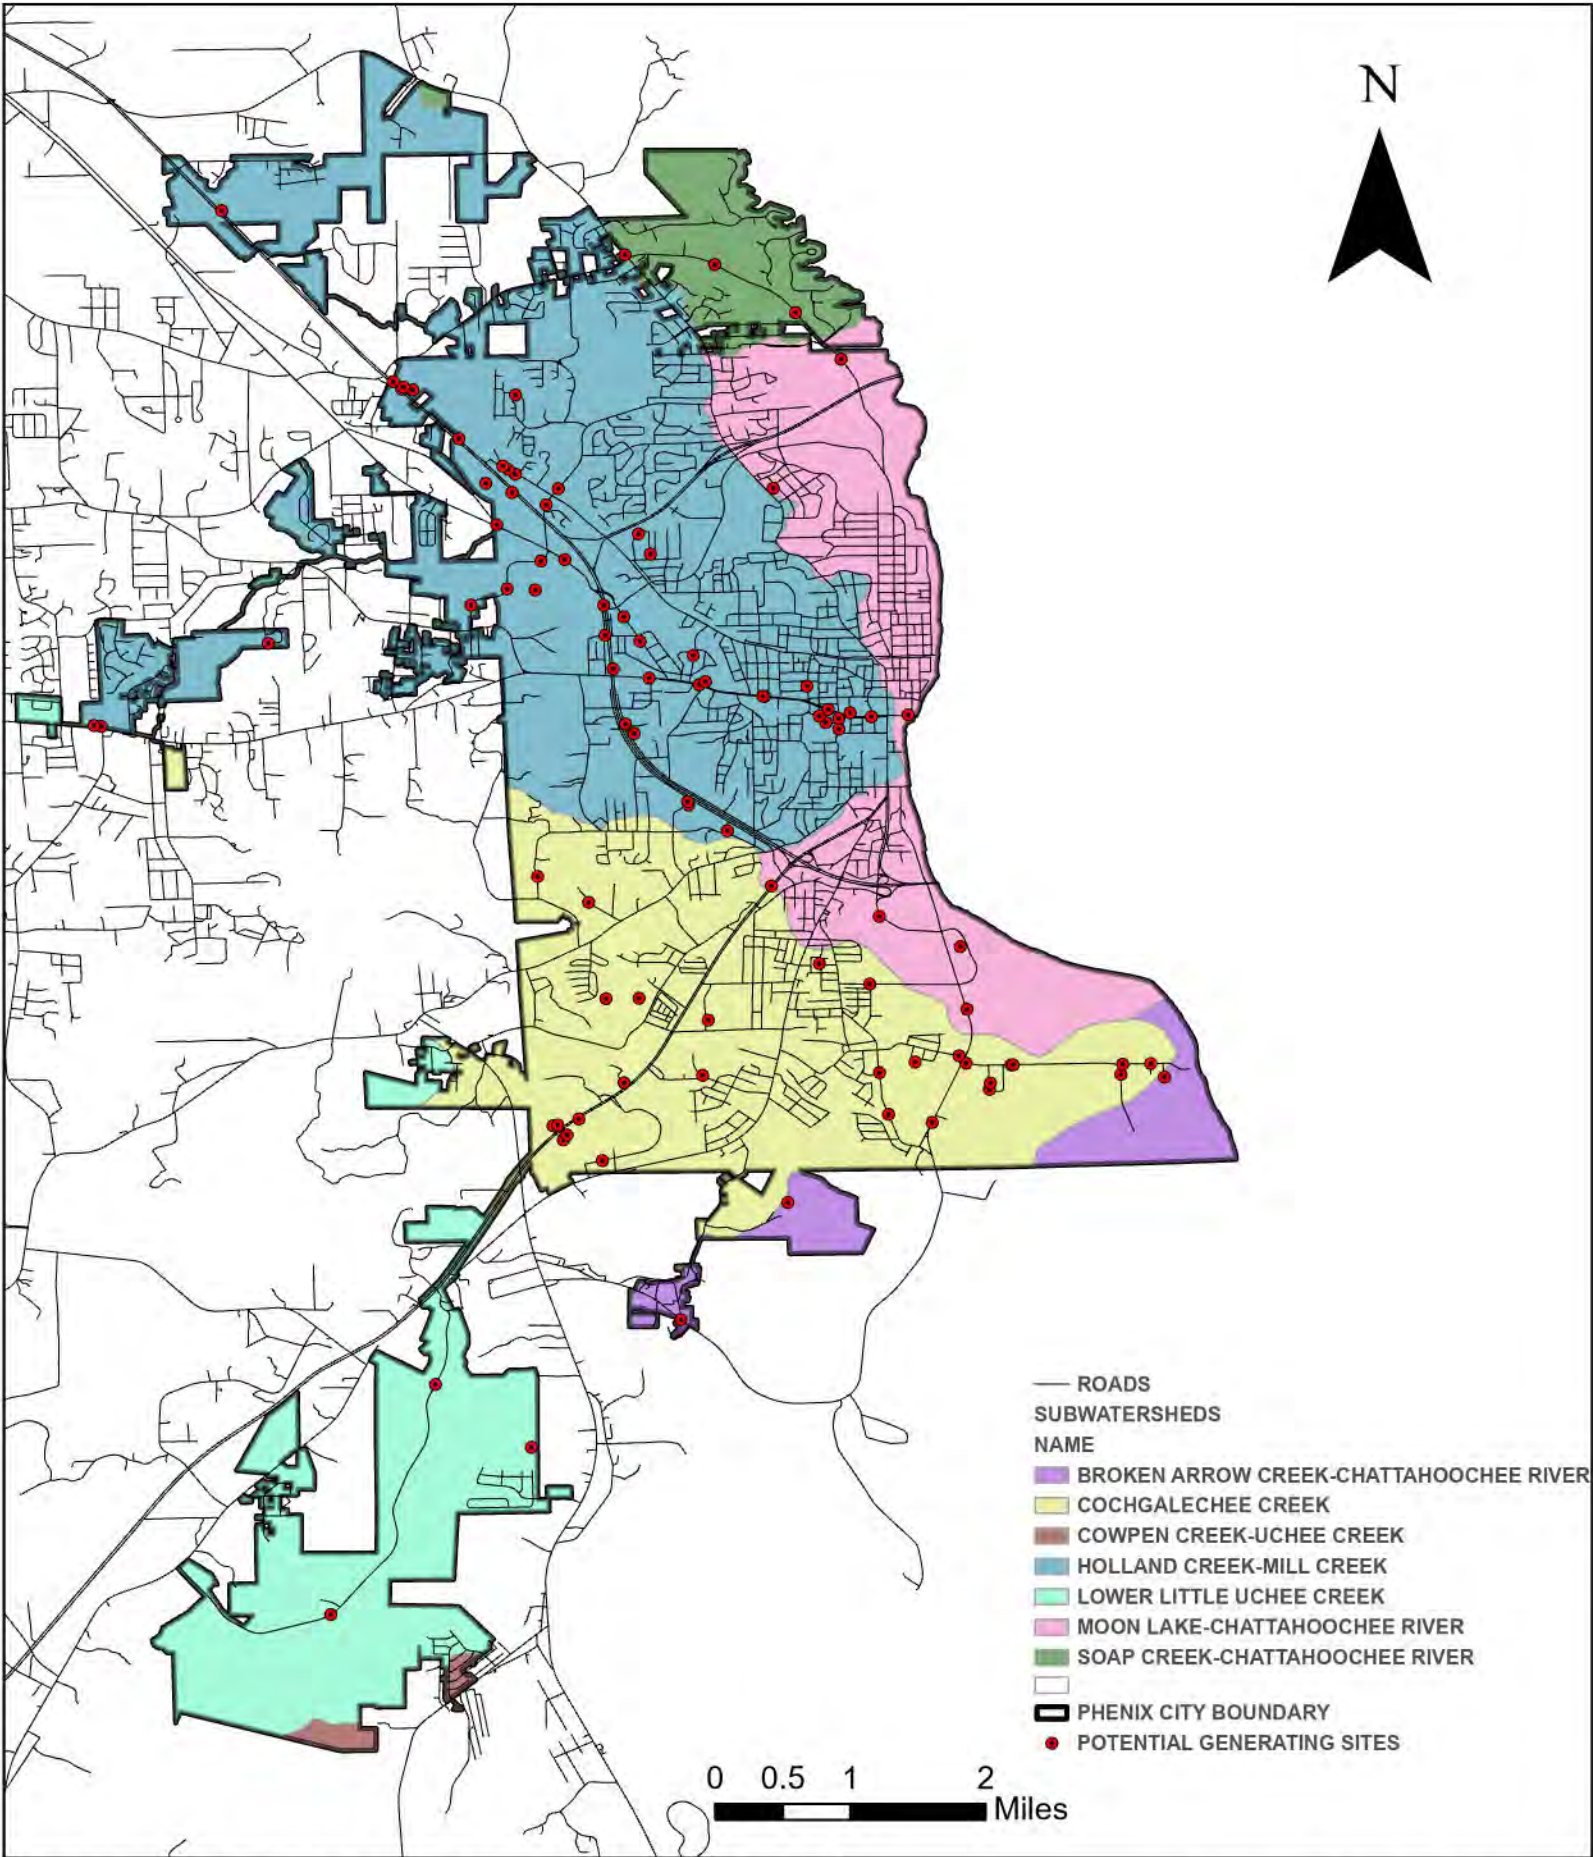 N
ROADS
SUBWATERSHEDS
NAME
BROKEN ARROW CREEK-CHATTAHOOCHEE RIVER
COCHGALECHEE CREEK
COWPEN CREEK-UCHEE CREEK
HOLLAND CREEK-MILL CREEK
LOWER LITTLE UCHEE CREEK
MOON LAKE-CHATTAHOOCHEE RIVER
SOAP CREEK-CHATTAHOOCHEE RIVER
PHENIX CITY BOUNDARY
POTENTIAL GENERATING SITES
0 0.5 1 2
Miles